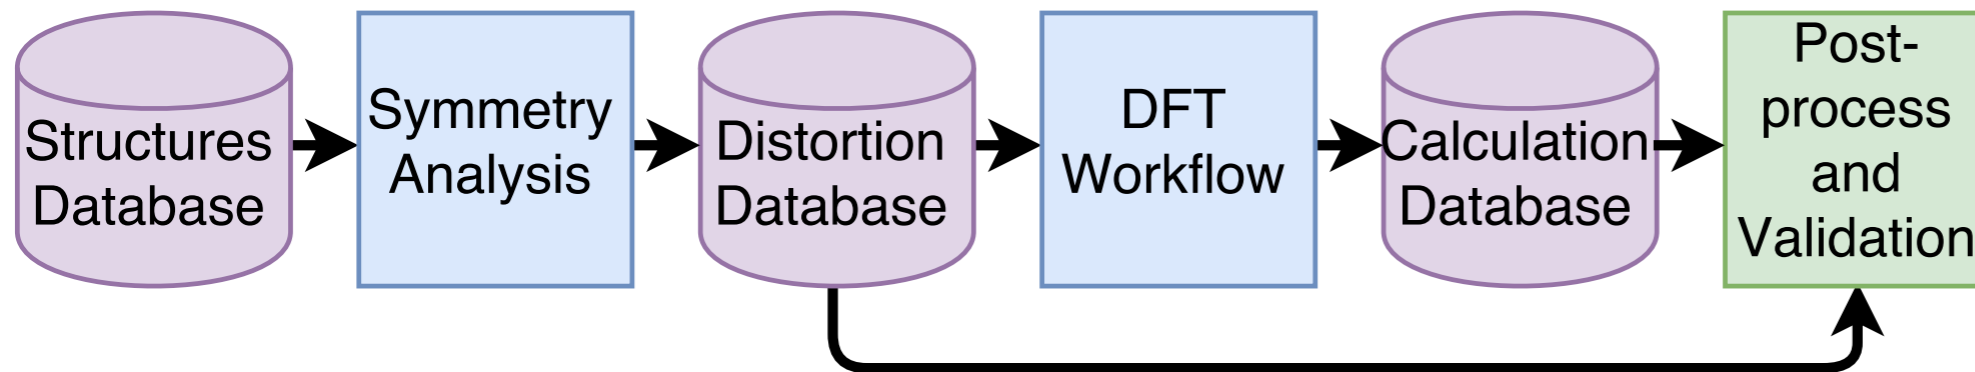 Structures
Database
Symmetry
Analysis
Distortion
Database
DFT
Workflow
Calculation
Database
Post-
process
and
Validation